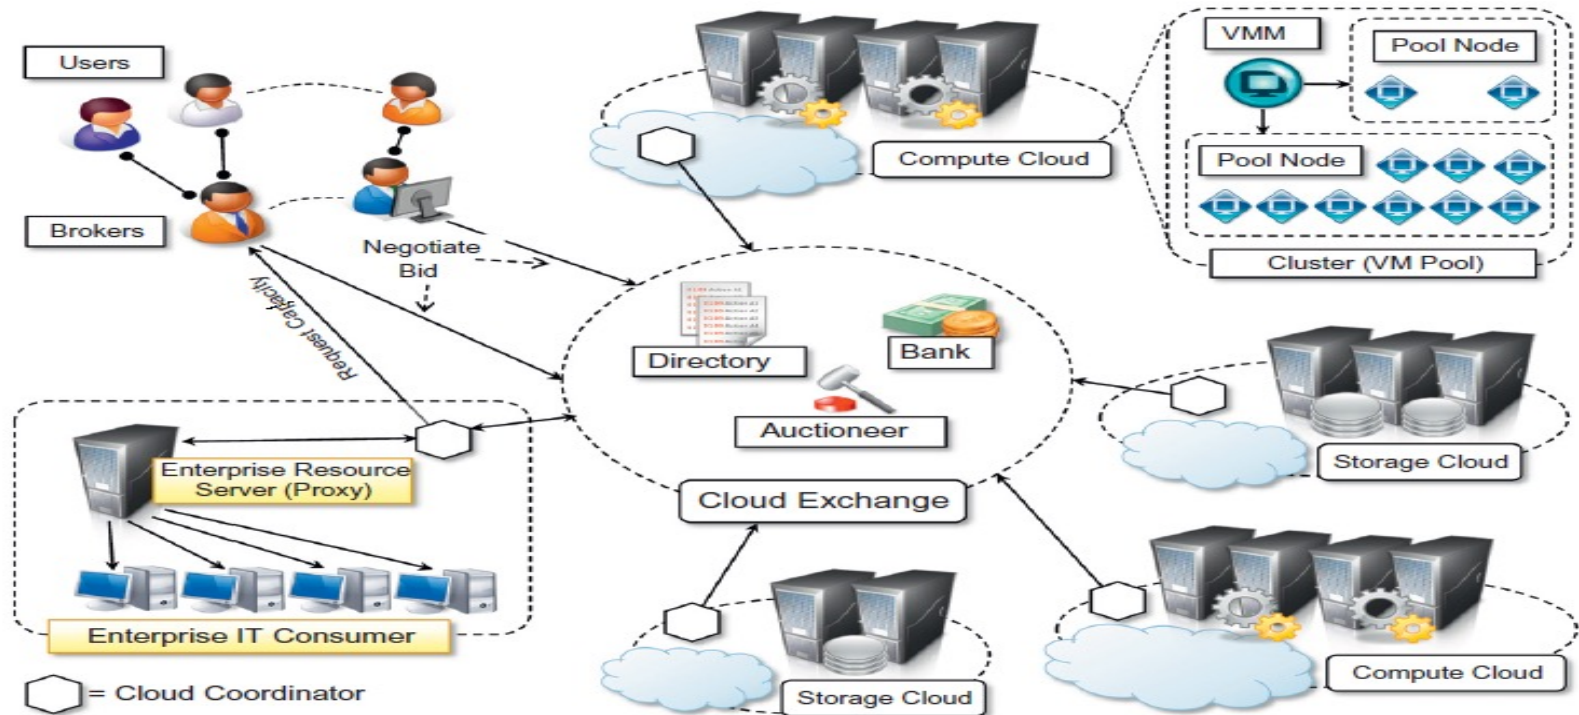 Users
Brokers
Negotiate
Bid
Request Capacity
Enterprise Resource
Server (Proxy)
Enterprise IT Consumer
= Cloud Coordinator
Compute Cloud
VMM
Pool Node
Pool Node
Cluster (VM Pool)
Directory
Bank
Auctioneer
Cloud Exchange
Storage Cloud
Storage Cloud
Compute Cloud